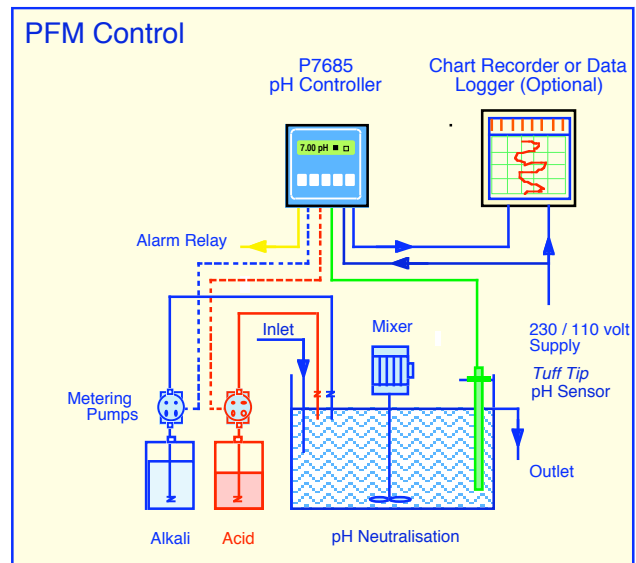 PFM Control
P7685
pH Controller
Chart Recorder or Data
Logger (Optional)
7.00 pH
Alarm Relay
Inlet
Mixer
230 / 110 volt
Supply
Tuff Tip
pH Sensor
Metering
Pumps
Outlet
Alkali
Acid
pH Neutralisation